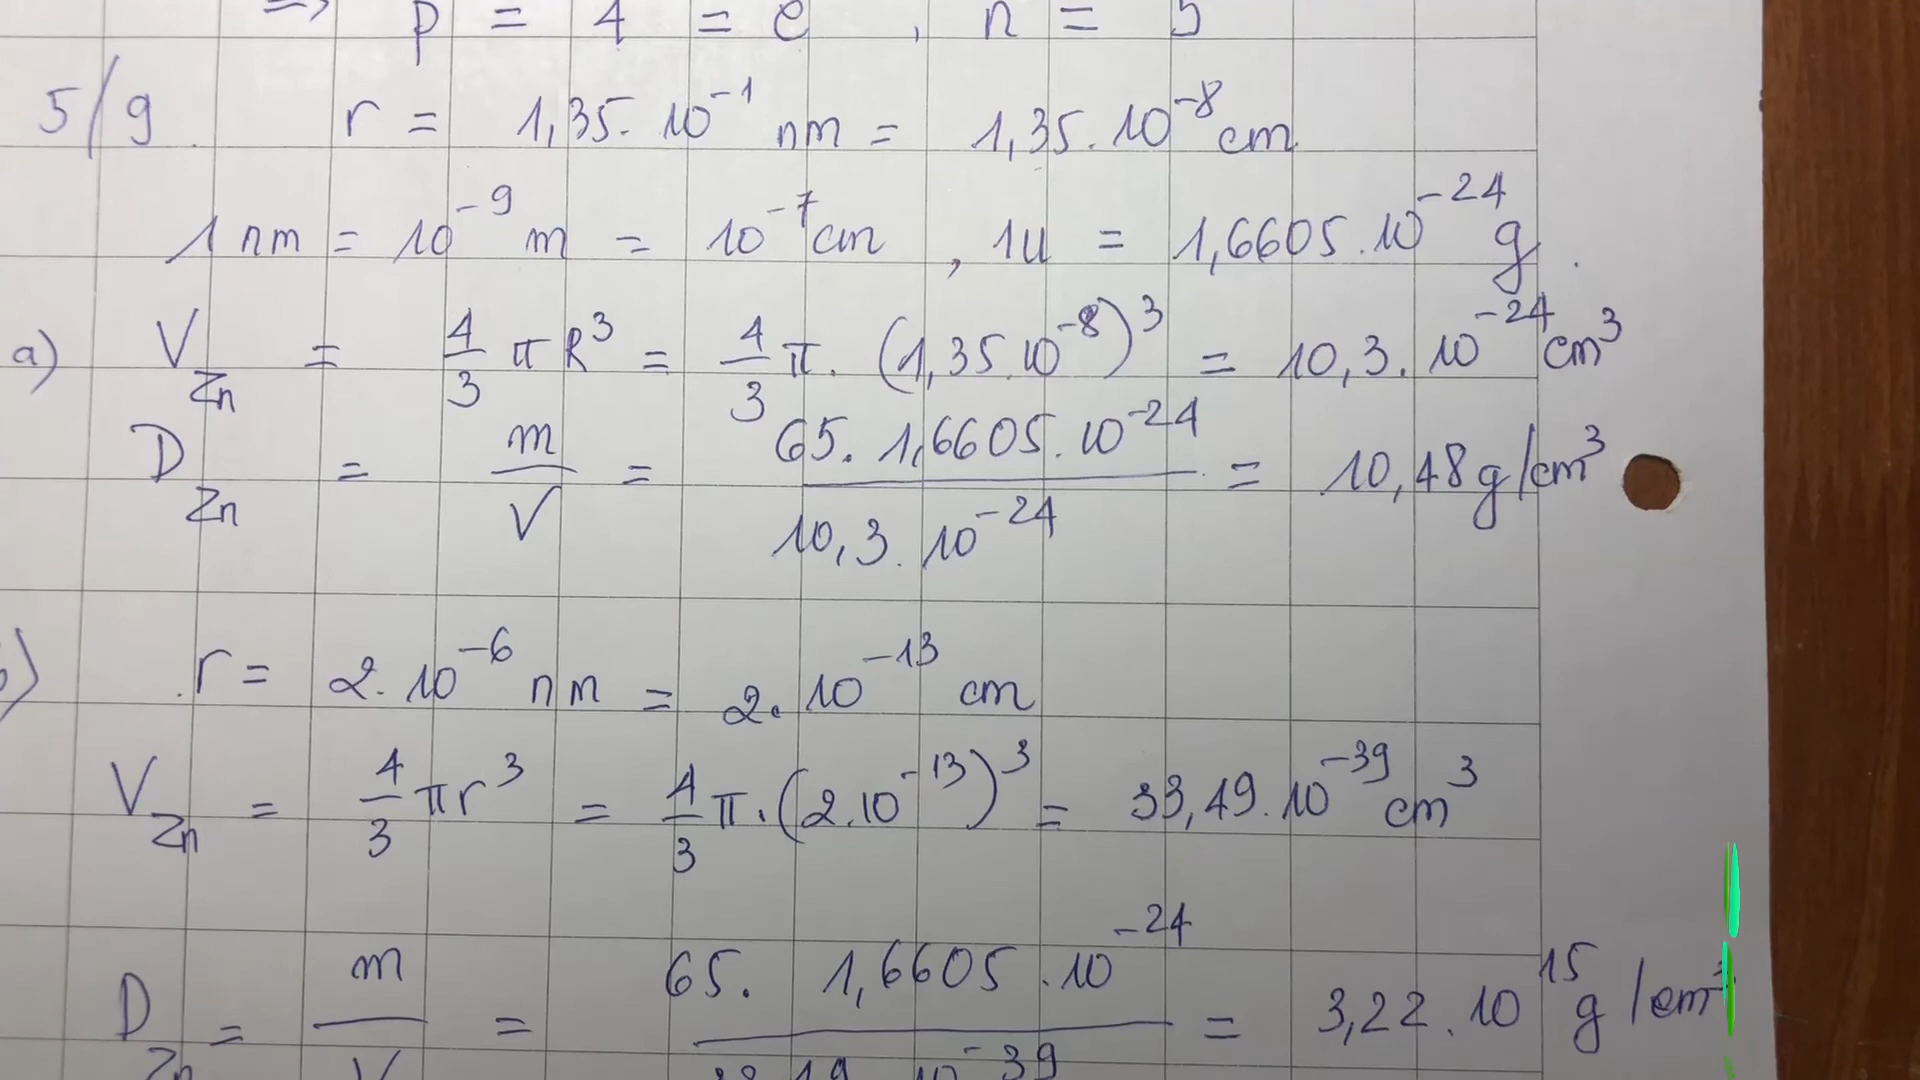 => p = 4 = e , n = 5
5/9 r = 1,35.10^-1 nm = 1,35.10^-8 cm
1 nm = 10^-9 m = 10^-7 cm , 1u = 1,6605.10^-24 g .
a) V_Zn = 4/3 π R^3 = 4/3 π. (1,35.10^-8)^3 = 10,3. 10^-24 cm^3
D_Zn = m/V = 65. 1,6605.10^-24 / 10,3. 10^-24 = 10,48 g/cm^3
b) r = 2.10^-6 nm = 2. 10^-13 cm
V_Zn = 4/3 π r^3 = 4/3 π. (2.10^-13)^3 = 33,49.10^-39 cm^3
D_Zn = m/V = 65. 1,6605 .10^-24 / 33,49 . 10^-39 = 3,22.10^15 g/cm^3